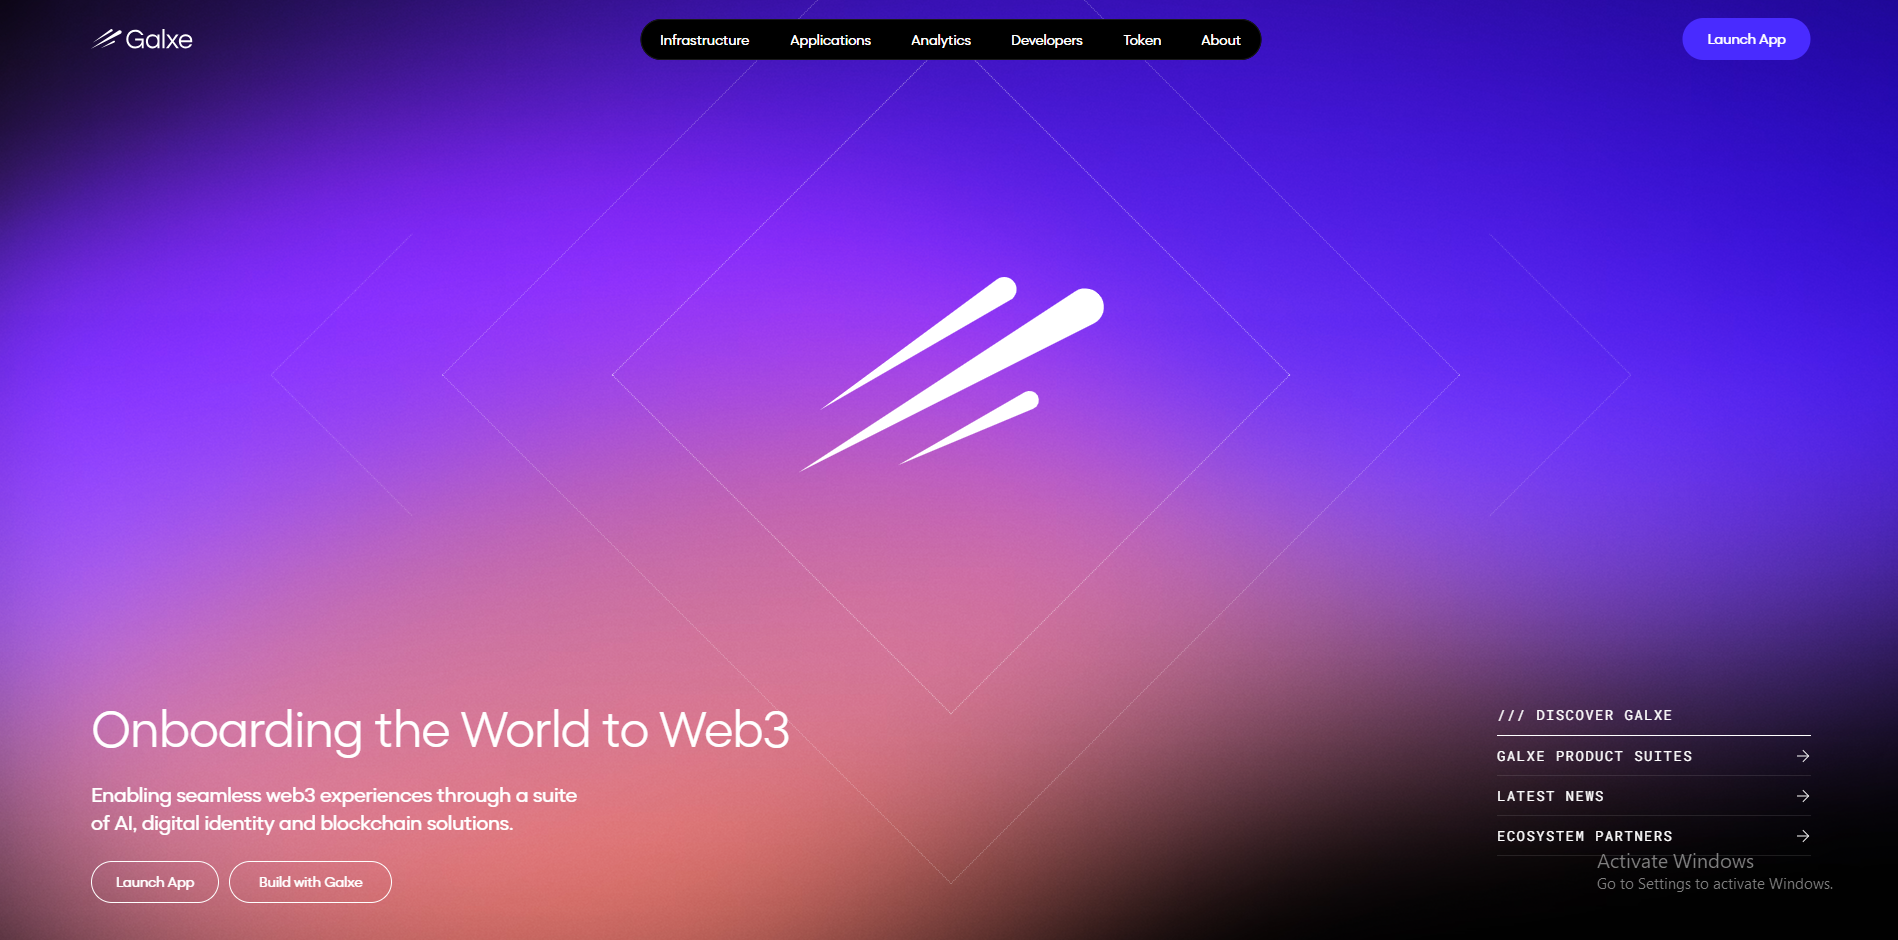 Galxe
Infrastructure
Applications
Analytics
Developers
Token
About
Launch App
Onboarding the World to Web3
Enabling seamless web3 experiences through a suite
of AI, digital identity and blockchain solutions.
Launch App
Build with Galxe
/// DISCOVER GALXE
GALXE PRODUCT SUITES
LATEST NEWS
ECOSYSTEM PARTNERS
Activate Windows
Go to Settings to activate Windows.